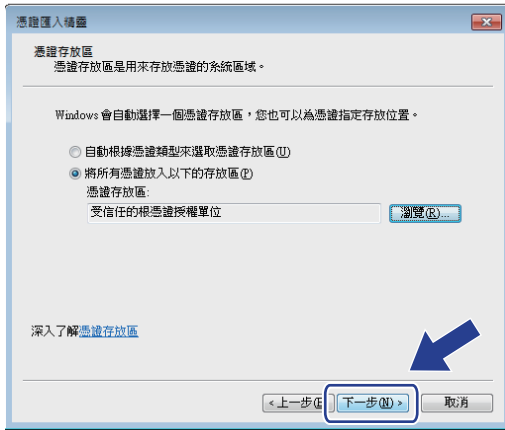 憑證匯入精靈
憑證存放區
憑證存放區是用來存放憑證的系統區域。
Windows 會自動選擇一個憑證存放區，您也可以為憑證指定存放位置。
自動根據憑證類型來選取憑證存放區(U)
將所有憑證放入以下的存放區(P)
憑證存放區:
受信任的根憑證授權單位
瀏覽(R)...
深入了解憑證存放區
<上一步(B
下一步(N) >
取消